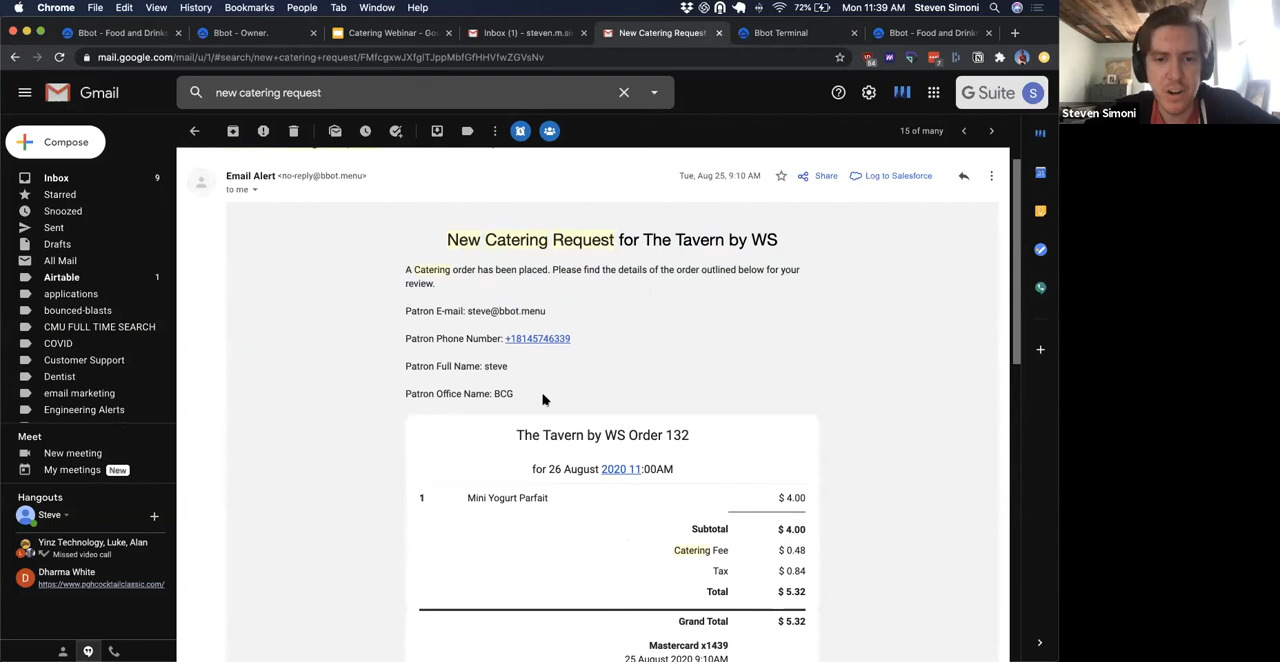 Chrome File Edit View History Bookmarks People Tab Window Help 72% Mon 11:39 AM Steven Simoni
Bbot - Food and Drink Bbot - Owner. Catering Webinar - Go Inbox (1) - steven.m.si New Catering Request Bbot Terminal Bbot - Food and Drink
mail.google.com/mail/u/1/#search/new+catering+request/FMfcgxwJXfglTJppMbfGfHHVfwZGVsNv
Gmail
new catering request
G Suite S
Compose
15 of many
Inbox 9
Starred
Snoozed
Sent
Drafts
All Mail
Airtable 1
applications
bounced-blasts
CMU FULL TIME SEARCH
COVID
Customer Support
Dentist
email marketing
Engineering Alerts
Meet
New meeting
My meetings New
Hangouts
Steve
Yinz Technology, Luke, Alan
Missed video call
D
Dharma White
https://www.pghcocktailclassic.com/
Email Alert <no-reply@bbot.menu>
to me
Tue, Aug 25, 9:10 AM
Share
Log to Salesforce
New Catering Request for The Tavern by WS
A Catering order has been placed. Please find the details of the order outlined below for your
review.
Patron E-mail: steve@bbot.menu
Patron Phone Number: +18145746339
Patron Full Name: steve
Patron Office Name: BCG
The Tavern by WS Order 132
for 26 August 2020 11:00AM
1 Mini Yogurt Parfait $ 4.00
Subtotal $ 4.00
Catering Fee $ 0.48
Tax $ 0.84
Total $ 5.32
Grand Total $ 5.32
Mastercard x1439
25 August 2020 9:10AM
Steven Simoni